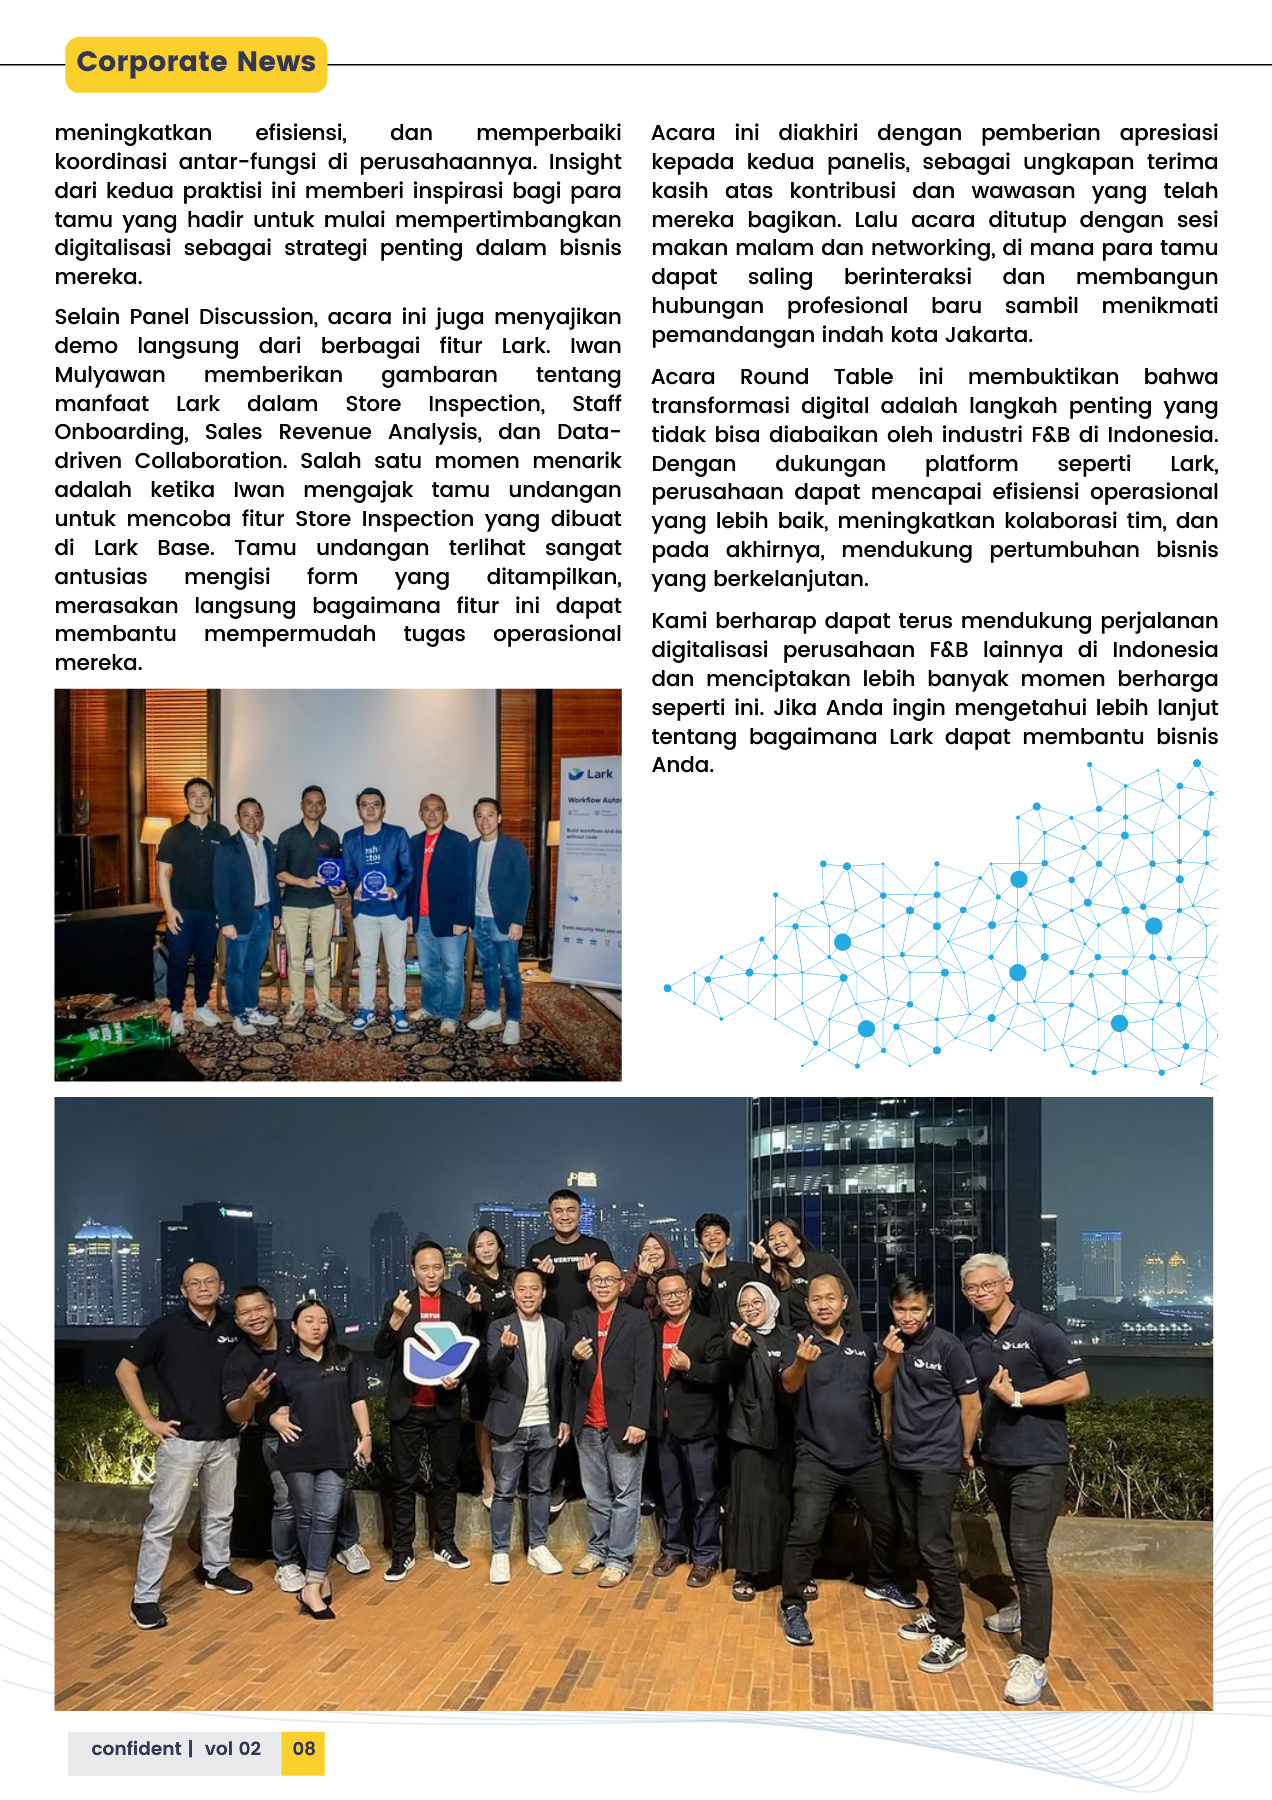 Corporate News
meningkatkan efisiensi, dan memperbaiki
koordinasi antar-fungsi di perusahaannya. Insight
dari kedua praktisi ini memberi inspirasi bagi para
tamu yang hadir untuk mulai mempertimbangkan
digitalisasi sebagai strategi penting dalam bisnis
mereka.
Selain Panel Discussion, acara ini juga menyajikan
demo langsung dari berbagai fitur Lark. Iwan
Mulyawan memberikan gambaran tentang
manfaat Lark dalam Store Inspection, Staff
Onboarding, Sales Revenue Analysis, dan Data-
driven Collaboration. Salah satu momen menarik
adalah ketika Iwan mengajak tamu undangan
untuk mencoba fitur Store Inspection yang dibuat
di Lark Base. Tamu undangan terlihat sangat
antusias mengisi form yang ditampilkan,
merasakan langsung bagaimana fitur ini dapat
membantu mempermudah tugas operasional
mereka.
Lark
Workflow Autor
Build workflows and
without code
Data security that you
Acara ini diakhiri dengan pemberian apresiasi
kepada kedua panelis, sebagai ungkapan terima
kasih atas kontribusi dan wawasan yang telah
mereka bagikan. Lalu acara ditutup dengan sesi
makan malam dan networking, di mana para tamu
dapat saling berinteraksi dan membangun
hubungan profesional baru sambil menikmati
pemandangan indah kota Jakarta.
Acara Round Table ini membuktikan bahwa
transformasi digital adalah langkah penting yang
tidak bisa diabaikan oleh industri F&B di Indonesia.
Dengan dukungan platform seperti Lark,
perusahaan dapat mencapai efisiensi operasional
yang lebih baik, meningkatkan kolaborasi tim, dan
pada akhirnya, mendukung pertumbuhan bisnis
yang berkelanjutan.
Kami berharap dapat terus mendukung perjalanan
digitalisasi perusahaan F&B lainnya di Indonesia
dan menciptakan lebih banyak momen berharga
seperti ini. Jika Anda ingin mengetahui lebih lanjut
tentang bagaimana Lark dapat membantu bisnis
Anda.
Lark
Lark
Lark
confident | vol 02 08